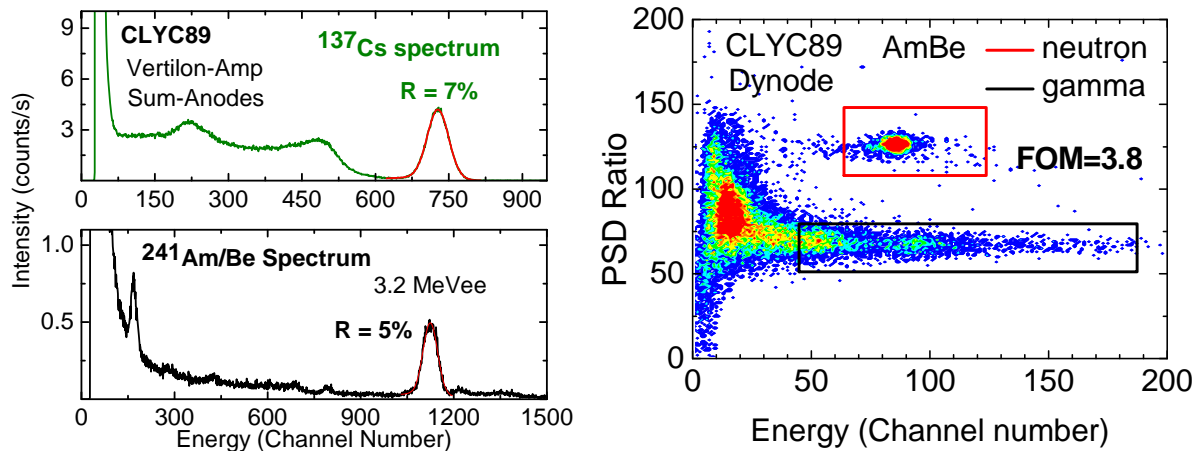 CLYC89
Vertilon-Amp
Sum-Anodes
137Cs spectrum
R = 7%
9
6
3
0 150 300 450 600 750 900
Intensity (counts/s)
241Am/Be Spectrum
3.2 MeVee
R = 5%
1.0
0.5
0 300 600 900 1200 1500
Energy (Channel Number)
CLYC89 AmBe
Dynode
neutron
gamma
FOM=3.8
200
150
100
50
0
0 50 100 150 200
PSD Ratio
Energy (Channel number)